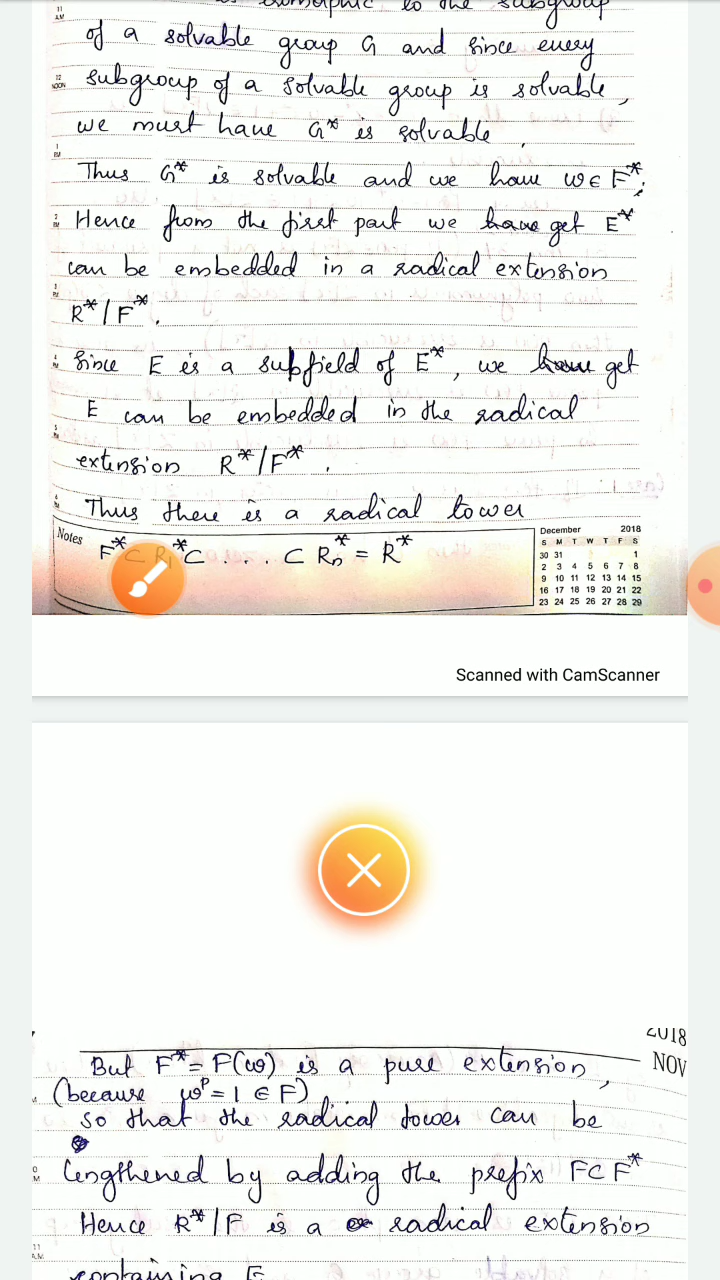 to the subgroup
of a solvable group G and since every
subgroup of a solvable group is solvable,
we must have G* is solvable.
Thus G* is solvable and we have ω ∈ F*.
Hence from the first part we have get E*
can be embedded in a radical extension
R*/F*.
Since E is a subfield of E*, we have get
E can be embedded in the radical
extension R*/F*.
Thus there is a radical tower
Notes
F* ⊂ R₁* ⊂ ... ⊂ Rₙ* = R*
December 2018
S M T W T F S
30 31 1
2 3 4 5 6 7 8
9 10 11 12 13 14 15
16 17 18 19 20 21 22
23 24 25 26 27 28 29
Scanned with CamScanner
2018
NOV
But F* = F(ω) is a pure extension,
(because ωᵖ = 1 ∈ F)
so that the radical tower can be
lengthened by adding the prefix F ⊂ F*
Hence R*/F is a radical extension
containing E